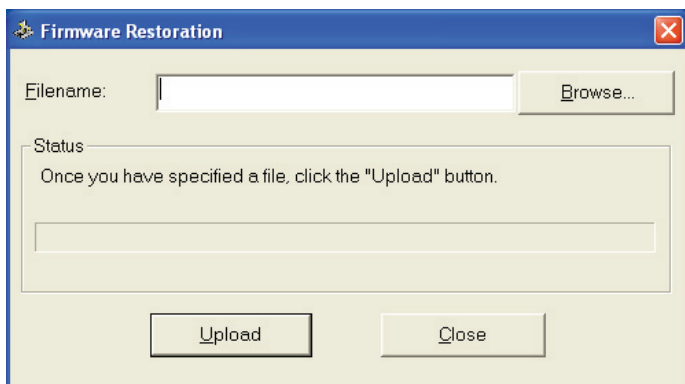 Firmware Restoration
Filename:
Browse...
Status
Once you have specified a file, click the "Upload" button.
Upload
Close